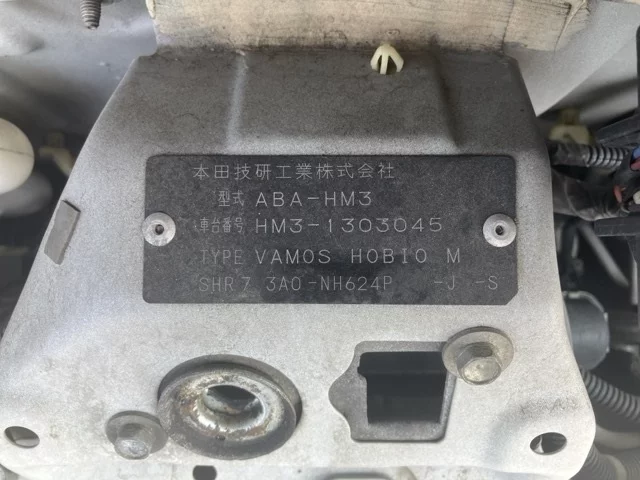 本田技研工業株式会社
型式 ABA-HM3
車台番号 HM3-1303045
TYPE VAMOS HOBIO M
SHR7 3A0-NH624P -J -S